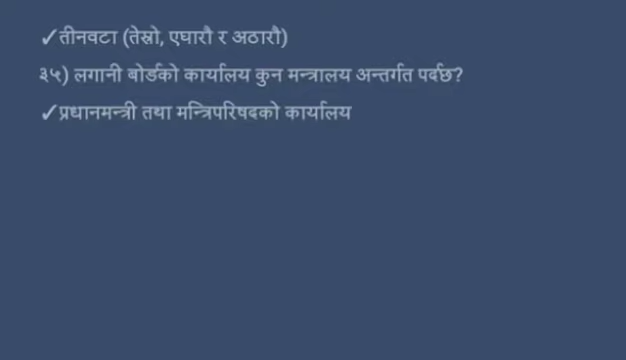 ✓तीनवटा (तेस्रो, एघारौ र अठारौ)
३५) लगानी बोर्डको कार्यालय कुन मन्त्रालय अन्तर्गत पर्दछ?
✓प्रधानमन्त्री तथा मन्त्रिपरिषदको कार्यालय